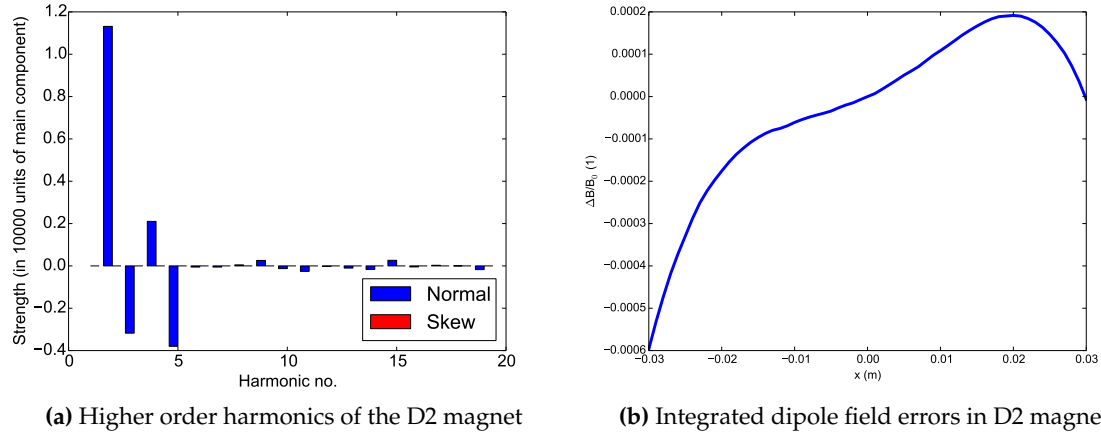 1.2
1.0
0.8
0.6
0.4
0.2
0.0
−0.2
−0.4
Strength (in 10000 units of main component)
0 5 10 15 20
Harmonic no.
Normal
Skew
(a) Higher order harmonics of the D2 magnet
0.0002
0.0001
0.0000
−0.0001
−0.0002
−0.0003
−0.0004
−0.0005
−0.0006
ΔB/B₀ (1)
−0.03 −0.02 −0.01 0.00 0.01 0.02 0.03
x (m)
(b) Integrated dipole field errors in D2 magne